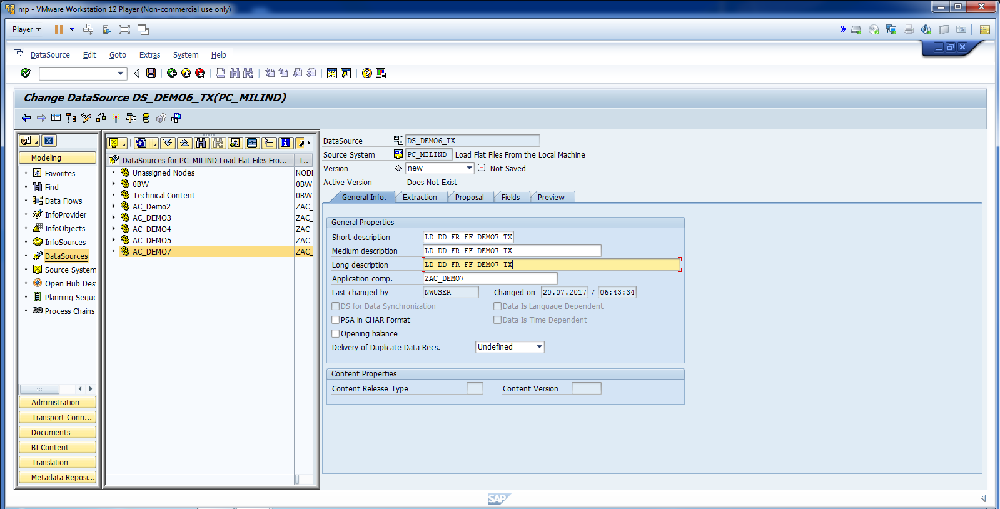 mp - VMware Workstation 12 Player (Non-commercial use only)
Player
DataSource Edit Goto Extras System Help
Change DataSource DS_DEMO6_TX(PC_MILIND)
Modeling
Favorites
Find
Data Flows
InfoProvider
InfoObjects
InfoSources
DataSources
Source System
Open Hub Dest
Planning Seque
Process Chains
Administration
Transport Conn...
Documents
BI Content
Translation
Metadata Reposi...
DataSources for PC_MILIND Load Flat Files Fro... T..
Unassigned Nodes NODI
0BW 0BW
Technical Content 0BW
AC_Demo2 ZAC_
AC_DEMO3 ZAC_
AC_DEMO4 ZAC_
AC_DEMO5 ZAC_
AC_DEMO7 ZAC_
DataSource DS_DEMO6_TX
Source System PC_MILIND Load Flat Files From the Local Machine
Version new Not Saved
Active Version Does Not Exist
General Info. Extraction Proposal Fields Preview
General Properties
Short description LD DD FR FF DEMO7 TX
Medium description LD DD FR FF DEMO7 TX
Long description LD DD FR FF DEMO7 TX
Application comp. ZAC_DEMO7
Last changed by NWUSER Changed on 20.07.2017 / 06:43:34
DS for Data Synchronization Data Is Language Dependent
PSA in CHAR Format Data Is Time Dependent
Opening balance
Delivery of Duplicate Data Recs. Undefined
Content Properties
Content Release Type Content Version
SAP